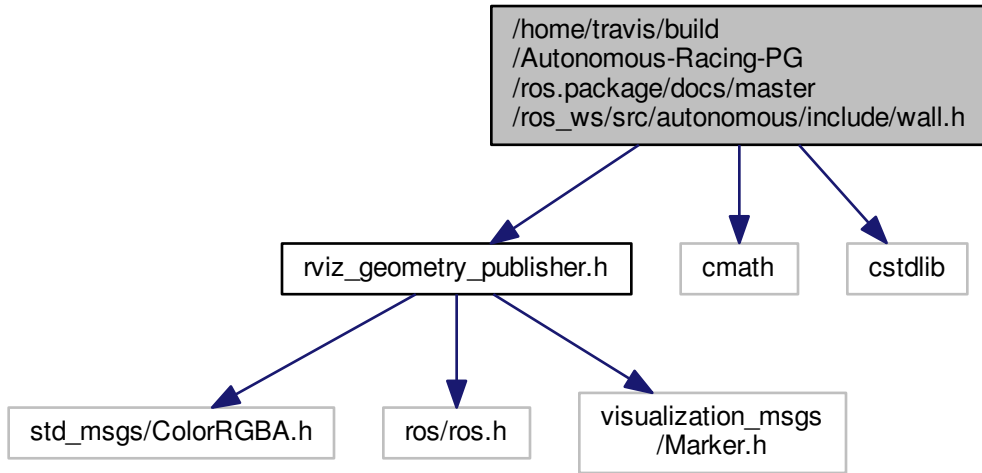 /home/travis/build
/Autonomous-Racing-PG
/ros.package/docs/master
/ros_ws/src/autonomous/include/wall.h
rviz_geometry_publisher.h
cmath
cstdlib
std_msgs/ColorRGBA.h
ros/ros.h
visualization_msgs
/Marker.h